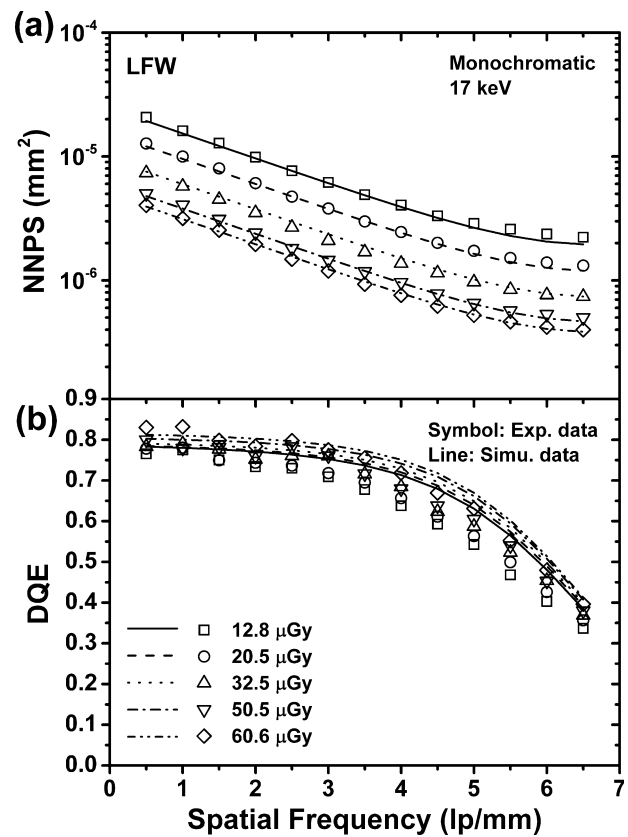 (a)
10⁻⁴
LFW
Monochromatic
17 keV
10⁻⁵
NNPS (mm²)
10⁻⁶
(b)
0.9
Symbol: Exp. data
Line: Simu. data
0.8
0.7
0.6
0.5
DQE
0.4
12.8 μGy
0.3
20.5 μGy
32.5 μGy
0.2
50.5 μGy
0.1
60.6 μGy
0.0
0 1 2 3 4 5 6 7
Spatial Frequency (lp/mm)